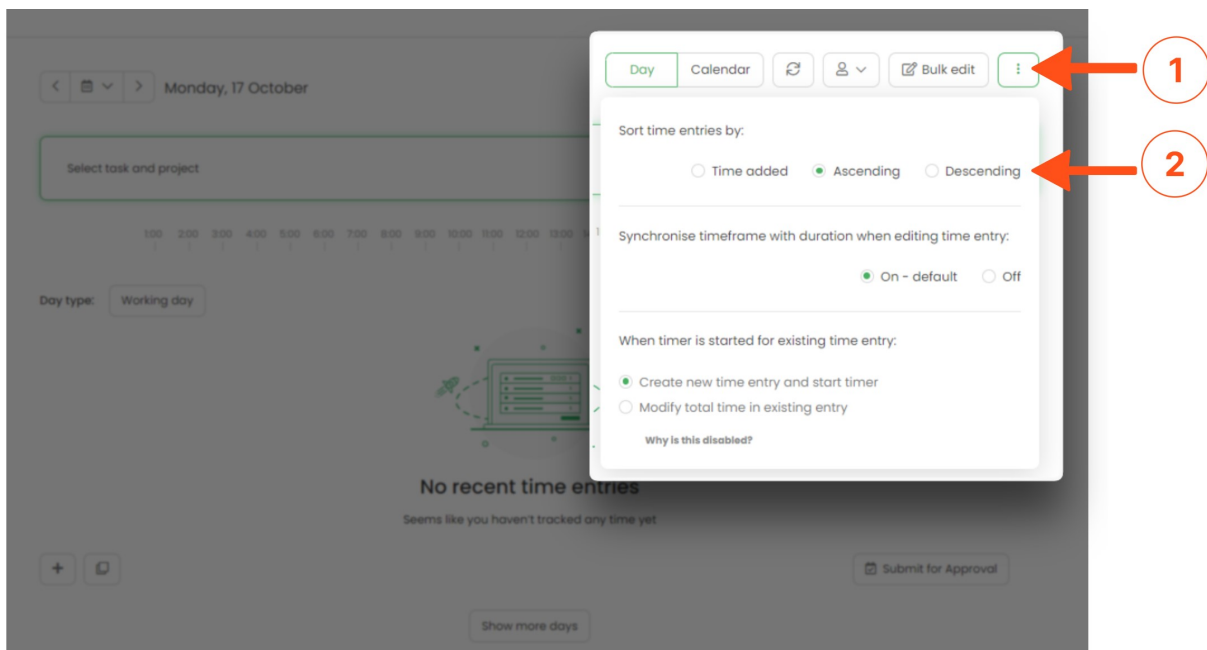 Day Calendar Bulk edit
1
Monday, 17 October
Sort time entries by:
Time added Ascending Descending
2
Select task and project
1:00 2:00 3:00 4:00 5:00 6:00 7:00 8:00 9:00 10:00 11:00 12:00 13:00
Synchronise timeframe with duration when editing time entry:
On - default Off
Day type: Working day
When timer is started for existing time entry:
Create new time entry and start timer
Modify total time in existing entry
Why is this disabled?
No recent time entries
Seems like you haven't tracked any time yet
Submit for Approval
Show more days